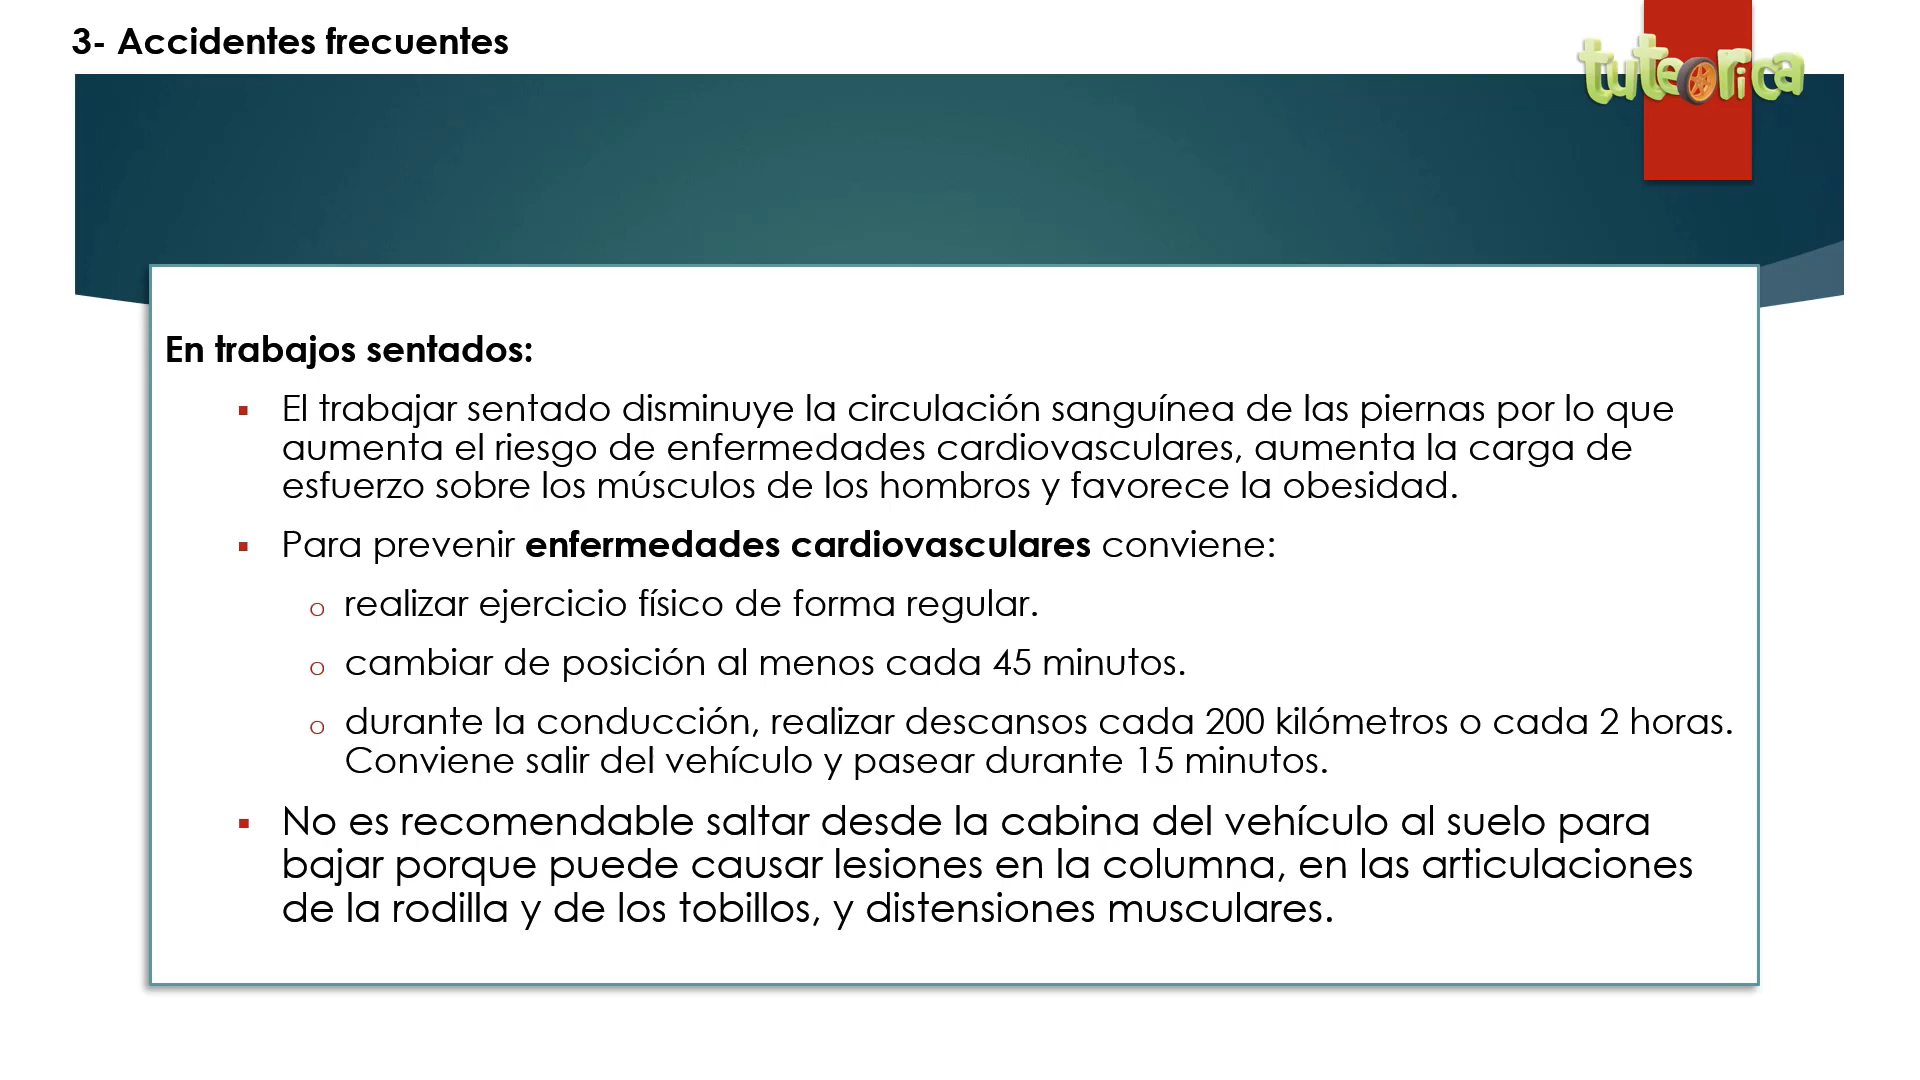 3- Accidentes frecuentes
tuteorica
En trabajos sentados:
▪ El trabajar sentado disminuye la circulación sanguínea de las piernas por lo que
aumenta el riesgo de enfermedades cardiovasculares, aumenta la carga de
esfuerzo sobre los músculos de los hombros y favorece la obesidad.
▪ Para prevenir enfermedades cardiovasculares conviene:
o realizar ejercicio físico de forma regular.
o cambiar de posición al menos cada 45 minutos.
o durante la conducción, realizar descansos cada 200 kilómetros o cada 2 horas.
Conviene salir del vehículo y pasear durante 15 minutos.
▪ No es recomendable saltar desde la cabina del vehículo al suelo para
bajar porque puede causar lesiones en la columna, en las articulaciones
de la rodilla y de los tobillos, y distensiones musculares.